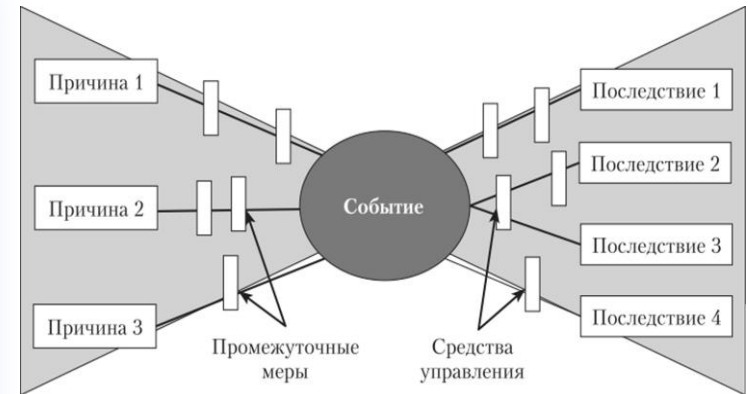 Причина 1
Последствие 1
Последствие 2
Причина 2
Событие
Последствие 3
Причина 3
Последствие 4
Промежуточные
меры
Средства
управления